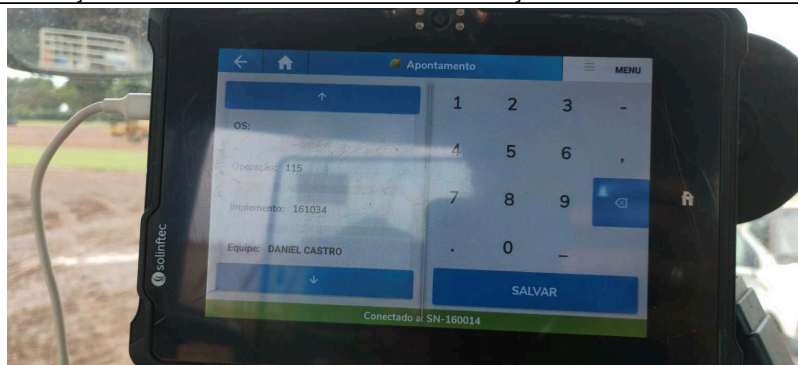 Apontamento
MENU
OS:
Operação: 115
Implemento: 161034
Equipe: DANIEL CASTRO
1 2 3 -
4 5 6 ,
7 8 9
. 0 _
SALVAR
Conectado a: SN-160014
solinftec